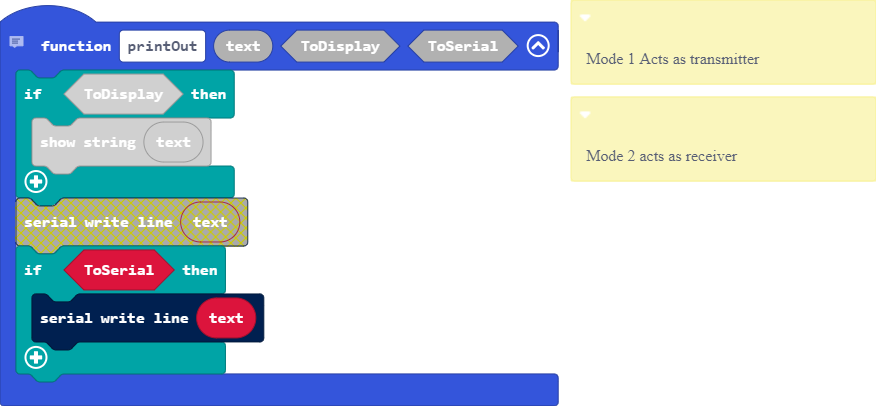 function printOut text ToDisplay ToSerial
if ToDisplay then
show string text
serial write line text
if ToSerial then
serial write line text
Mode 1 Acts as transmitter
Mode 2 acts as receiver